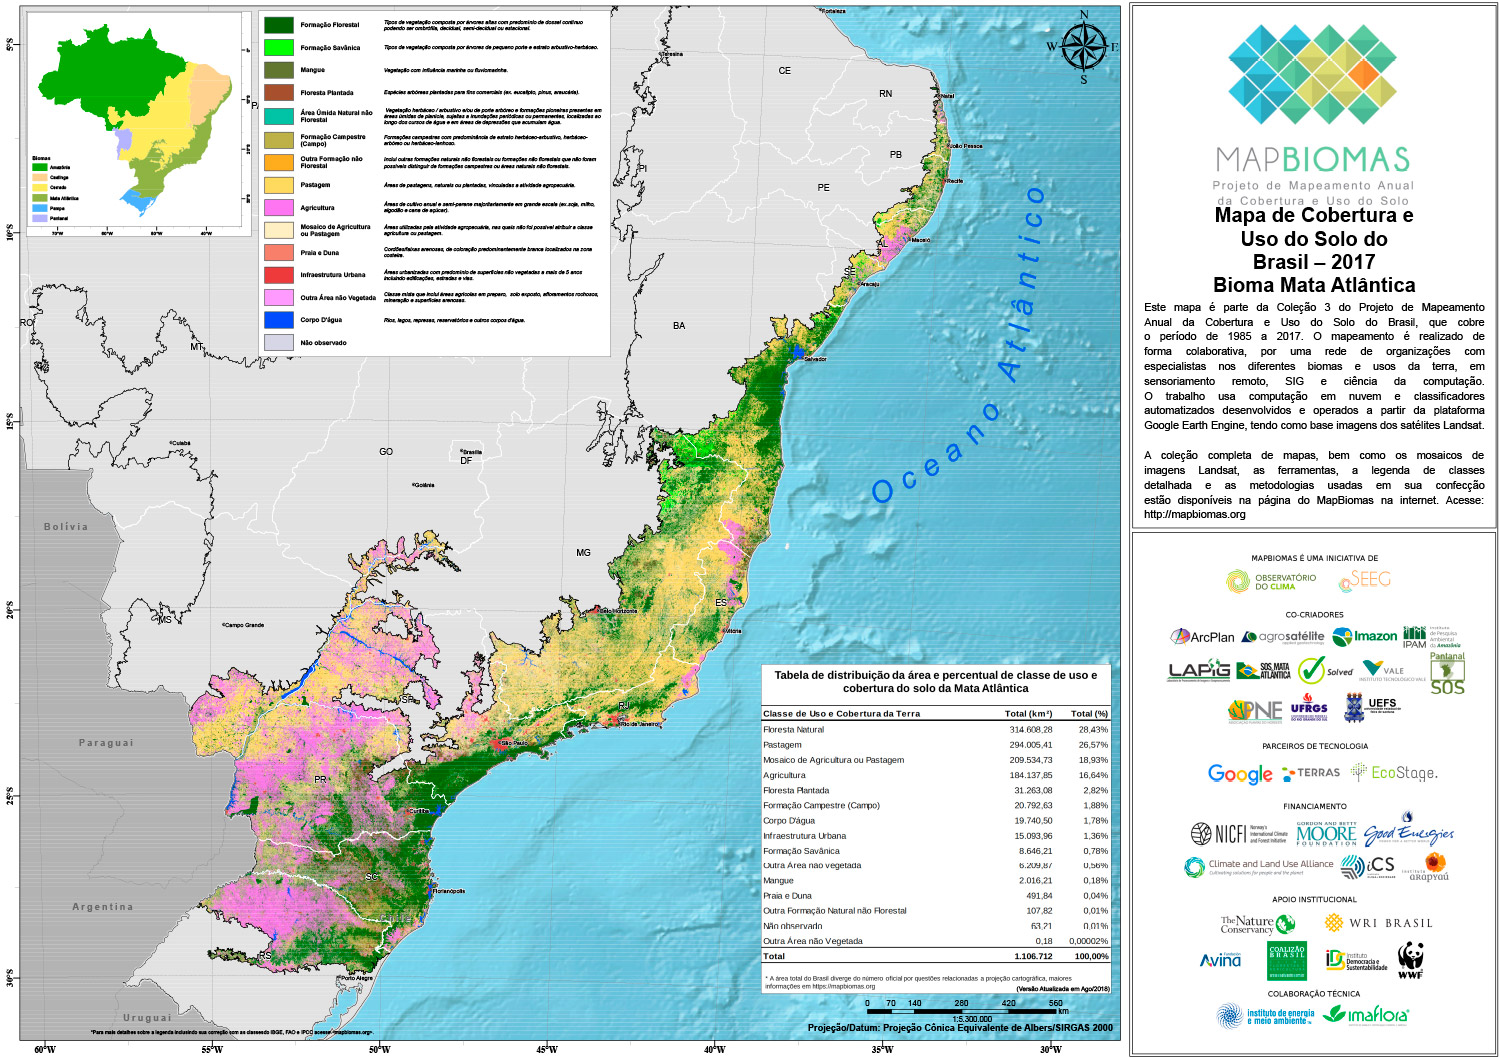 Biomas
Amazônia
Caatinga
Cerrado
Mata Atlântica
Pampa
Pantanal
70°W
60°W
50°W
40°W
Formação Florestal
Tipos de vegetação composta por árvores altas com predomínio de dossel contínuo
podendo ser ombrófila, decidual, semi-decidual ou estacional.
Formação Savânica
Tipos de vegetação composta por árvores de pequeno porte e estrato arbustivo-herbáceo.
Mangue
Vegetação com influência marinha ou fluviomarinha.
Floresta Plantada
Espécies arbóreas plantadas para fins comerciais (ex. eucalipto, pinus, araucária).
Área Úmida Natural não
Florestal
Vegetação herbáceo / arbustivo e/ou de porte arbóreo e formações pioneiras presentes em
áreas úmidas de planície, sujeitas a inundações periódicas ou permanentes, localizadas ao
longo dos cursos de água e em áreas de depressões que acumulam água.
Formação Campestre
(Campo)
Formações campestres com predominância de estrato herbáceo-arbustivo, herbáceo-
arbóreo ou herbáceo-lenhoso.
Outra Formação não
Florestal
Inclui outras formações naturais não florestais ou formações não florestais que não foram
possíveis distinguir de formações campestres ou áreas naturais não florestais.
Pastagem
Áreas de pastagens, naturais ou plantadas, vinculadas a atividade agropecuária.
Agricultura
Áreas de cultivo anual e semi-perene majoritariamente em grande escala (ex.soja, milho,
algodão e cana de açúcar).
Mosaico de Agricultura
ou Pastagem
Áreas utilizadas pela atividade agropecuária, nas quais não foi possível atribuir a classe
agricultura ou pastagem.
Praia e Duna
Cordões/faixas arenosas, de coloração predominante branca localizados na zona
costeira.
Infraestrutura Urbana
Áreas urbanizadas com predomínio de superfícies não vegetadas a mais de 5 anos
incluindo edificações, estradas e vias.
Outra Área não Vegetada
Classe mista que inclui áreas agrícolas em preparo, solo exposto, afloramentos rochosos,
mineração e superfícies arenosas.
Corpo D'água
Rios, lagos, represas, reservatórios e outros corpos d'água.
Não observado
Fortaleza
N
W
E
S
Teresina
CE
RN
Natal
PB
João Pessoa
PI
PE
Recife
AL
Maceió
SE
Aracaju
BA
Salvador
Oceano Atlântico
RO
MT
Cuiabá
GO
Brasília
DF
Goiânia
Bolívia
MG
Belo Horizonte
ES
Vitória
MS
Campo Grande
SP
RJ
Rio de Janeiro
São Paulo
Paraguai
PR
Curitiba
SC
Florianópolis
Argentina
RS
Porto Alegre
Uruguai
5°S
10°S
15°S
20°S
25°S
30°S
60°W
55°W
50°W
45°W
40°W
35°W
30°W
*Para mais detalhes sobre a legenda incluindo sua correção com as classesdo IBGE, FAO e IPCC acesse <mapbiomas.org>.
Tabela de distribuição da área e percentual de classe de uso e
cobertura do solo da Mata Atlântica
Classe de Uso e Cobertura da Terra Total (km²) Total (%)
Floresta Natural 314.608,28 28,43%
Pastagem 294.005,41 26,57%
Mosaico de Agricultura ou Pastagem 209.534,73 18,93%
Agricultura 184.137,85 16,64%
Floresta Plantada 31.263,08 2,82%
Formação Campestre (Campo) 20.792,63 1,88%
Corpo D'água 19.740,50 1,78%
Infraestrutura Urbana 15.093,96 1,36%
Formação Savânica 8.646,21 0,78%
Outra Área não vegetada 6.209,87 0,56%
Mangue 2.016,21 0,18%
Praia e Duna 491,84 0,04%
Outra Formação Natural não Florestal 107,82 0,01%
Não observado 63,21 0,01%
Outra Área não Vegetada 0,18 0,00002%
Total 1.106.712 100,00%
* A área total do Brasil diverge do número oficial por questões relacionadas a projeção cartográfica, maiores
informações em https://mapbiomas.org
(Versão Atualizada em Ago/2018)
0 70 140 280 420 560
km
1:5.300.000
Projeção/Datum: Projeção Cônica Equivalente de Albers/SIRGAS 2000
MAPBIOMAS
Projeto de Mapeamento Anual
da Cobertura e Uso do Solo
Mapa de Cobertura e
Uso do Solo do
Brasil – 2017
Bioma Mata Atlântica
Este mapa é parte da Coleção 3 do Projeto de Mapeamento
Anual da Cobertura e Uso do Solo do Brasil, que cobre
o período de 1985 a 2017. O mapeamento é realizado de
forma colaborativa, por uma rede de organizações com
especialistas nos diferentes biomas e usos da terra, em
sensoriamento remoto, SIG e ciência da computação.
O trabalho usa computação em nuvem e classificadores
automatizados desenvolvidos e operados a partir da plataforma
Google Earth Engine, tendo como base imagens dos satélites Landsat.
A coleção completa de mapas, bem como os mosaicos de
imagens Landsat, as ferramentas, a legenda de classes
detalhada e as metodologias usadas em sua confecção
estão disponíveis na página do MapBiomas na internet. Acesse:
http://mapbiomas.org
MAPBIOMAS É UMA INICIATIVA DE
OBSERVATÓRIO
DO CLIMA
SEEG
CO-CRIADORES
ArcPlan
agrosatélite
Imazon
IPAM
Instituto
de Pesquisa
Ambiental
da Amazônia
LAPIG
SOS MATA
ATLÂNTICA
Solved
VALE
INSTITUTO TECNOLÓGICO VALE
Pantanal
SOS
PNE
UFRGS
UEFS
PARCEIROS DE TECNOLOGIA
Google
TERRAS
EcoStage.
FINANCIAMENTO
NICFI
Norway's
International Climate
and Forest Initiative
GORDON AND BETTY
MOORE
FOUNDATION
Good Energies
Climate and Land Use Alliance
Cultivating solutions for people and the planet
iCS
INSTITUTO
arapyaú
APOIO INSTITUCIONAL
The Nature
Conservancy
WRI BRASIL
Fundación
Avina
COALIZÃO
BRASIL
Instituto
Democracia e
Sustentabilidade
WWF
COLABORAÇÃO TÉCNICA
instituto de energia
e meio ambiente
imaflora